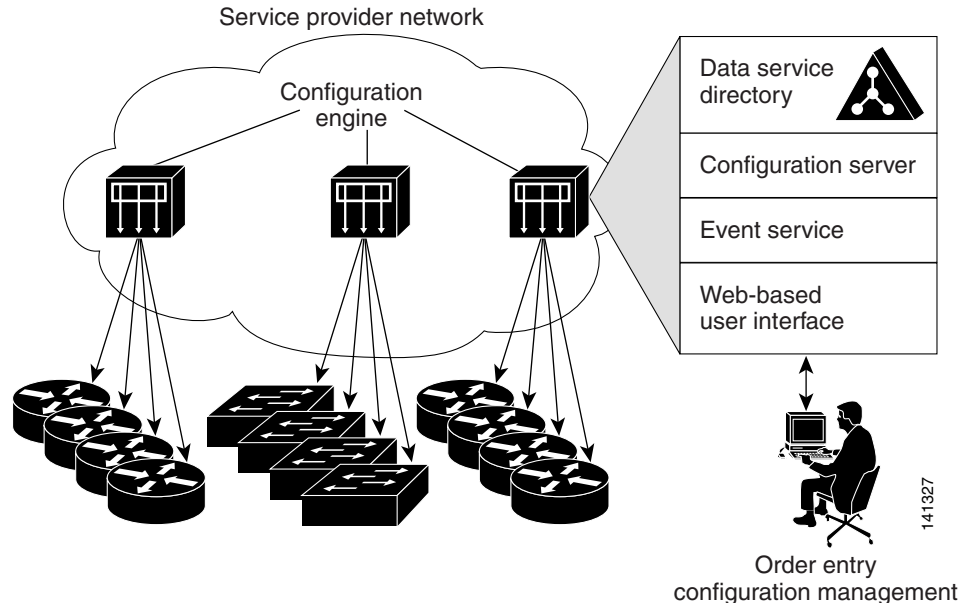 Service provider network
Configuration
engine
Data service
directory
Configuration server
Event service
Web-based
user interface
141327
Order entry
configuration management